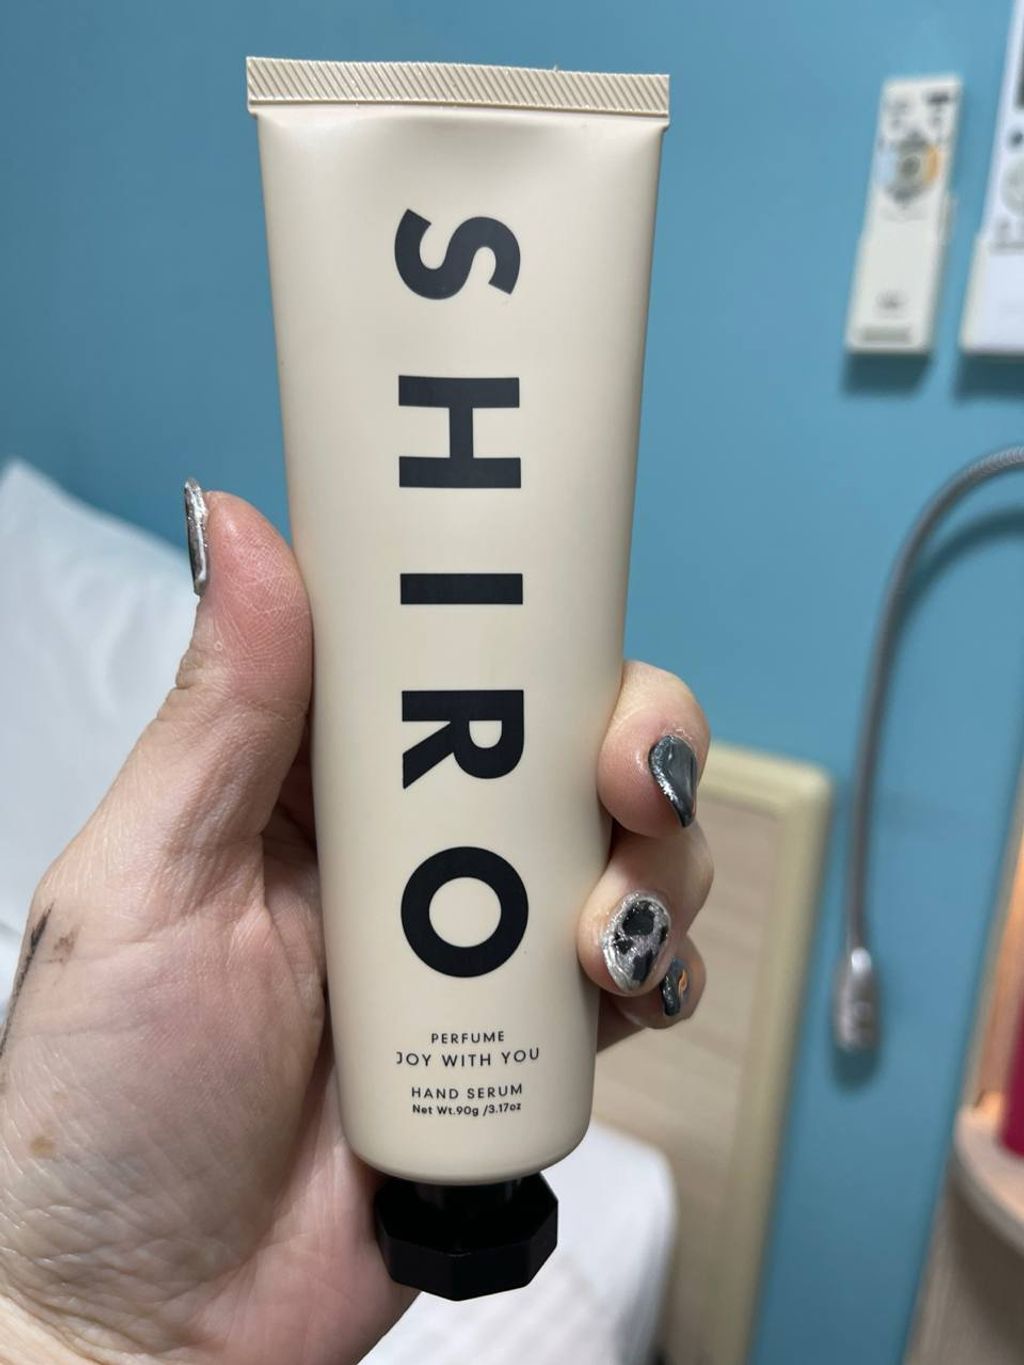 SHIRO
PERFUME
JOY WITH YOU
HAND SERUM
Net Wt.90g /3.17oz